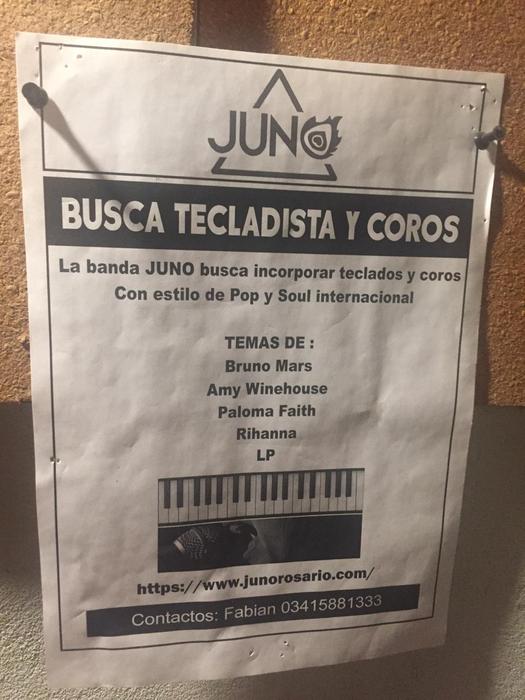 JUNO
BUSCA TECLADISTA Y COROS
La banda JUNO busca incorporar teclados y coros
Con estilo de Pop y Soul internacional
TEMAS DE :
Bruno Mars
Amy Winehouse
Paloma Faith
Rihanna
LP
https://www.junorosario.com/
Contactos: Fabian 03415881333